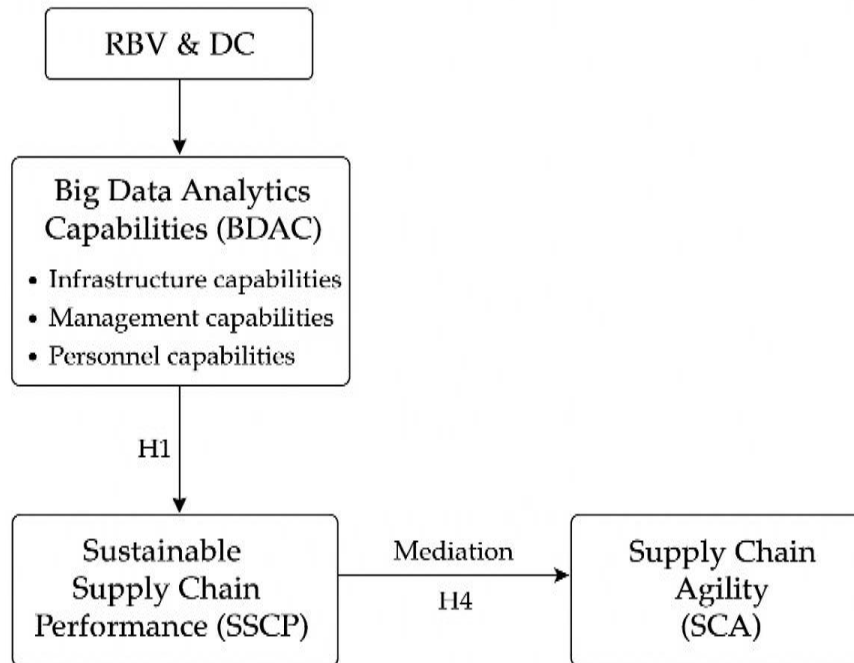 RBV & DC
Big Data Analytics
Capabilities (BDAC)
• Infrastructure capabilities
• Management capabilities
• Personnel capabilities
H1
Sustainable
Supply Chain
Performance (SSCP)
Mediation
H4
Supply Chain
Agility
(SCA)